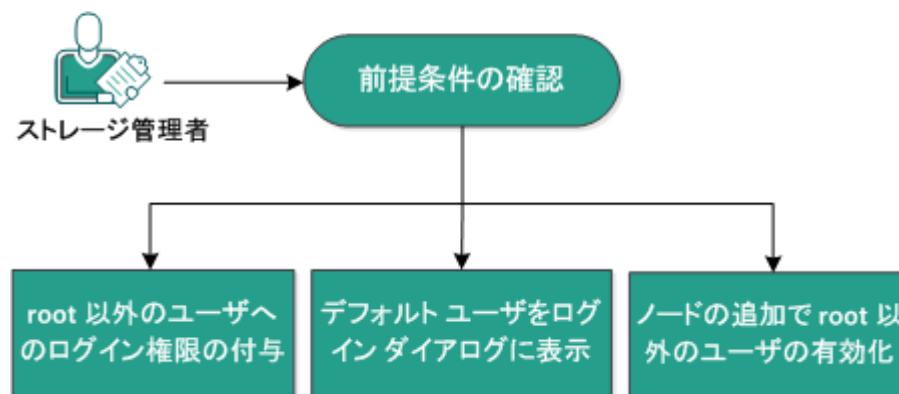 ストレージ管理者
前提条件の確認
root 以外のユーザへ
のログイン権限の付与
デフォルト ユーザをログ
イン ダイアログに表示
ノードの追加で root 以
外のユーザの有効化